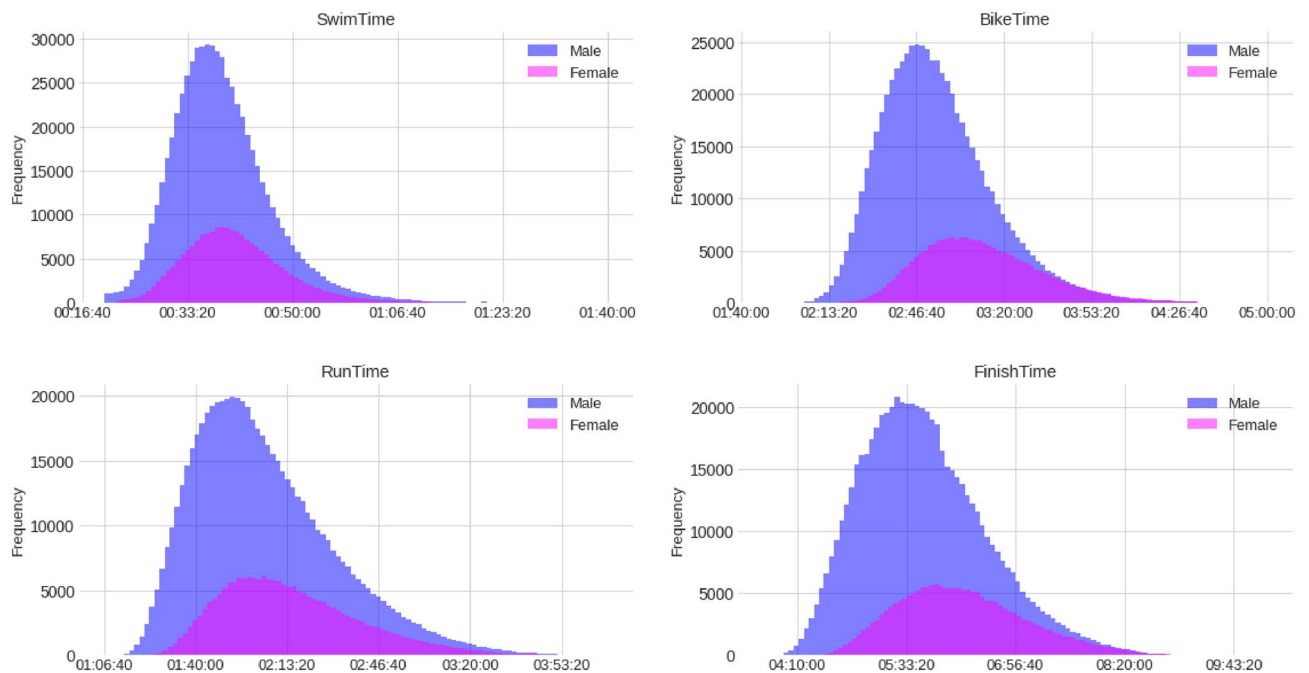 SwimTime
30000
25000
20000
15000
10000
5000
0
Frequency
00:16:40 00:33:20 00:50:00 01:06:40 01:23:20 01:40:00
Male
Female
BikeTime
25000
20000
15000
10000
5000
0
Frequency
01:40:00 02:13:20 02:46:40 03:20:00 03:53:20 04:26:40 05:00:00
Male
Female
RunTime
20000
15000
10000
5000
0
Frequency
01:06:40 01:40:00 02:13:20 02:46:40 03:20:00 03:53:20
Male
Female
FinishTime
20000
15000
10000
5000
0
Frequency
04:10:00 05:33:20 06:56:40 08:20:00 09:43:20
Male
Female